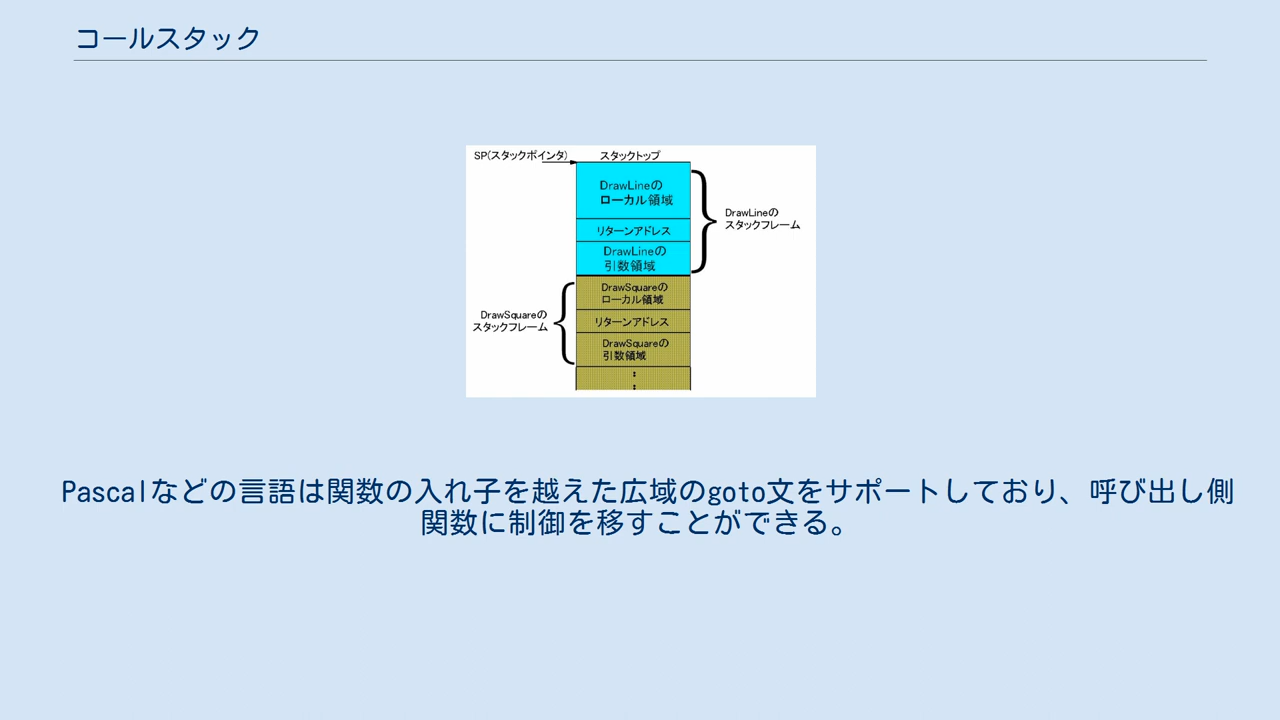 コールスタック
SP(スタックポインタ)
スタックトップ
DrawLineの
ローカル領域
リターンアドレス
DrawLineの
引数領域
DrawLineの
スタックフレーム
DrawSquareの
ローカル領域
リターンアドレス
DrawSquareの
引数領域
DrawSquareの
スタックフレーム
Pascalなどの言語は関数の入れ子を越えた広域のgoto文をサポートしており、呼び出し側
関数に制御を移すことができる。